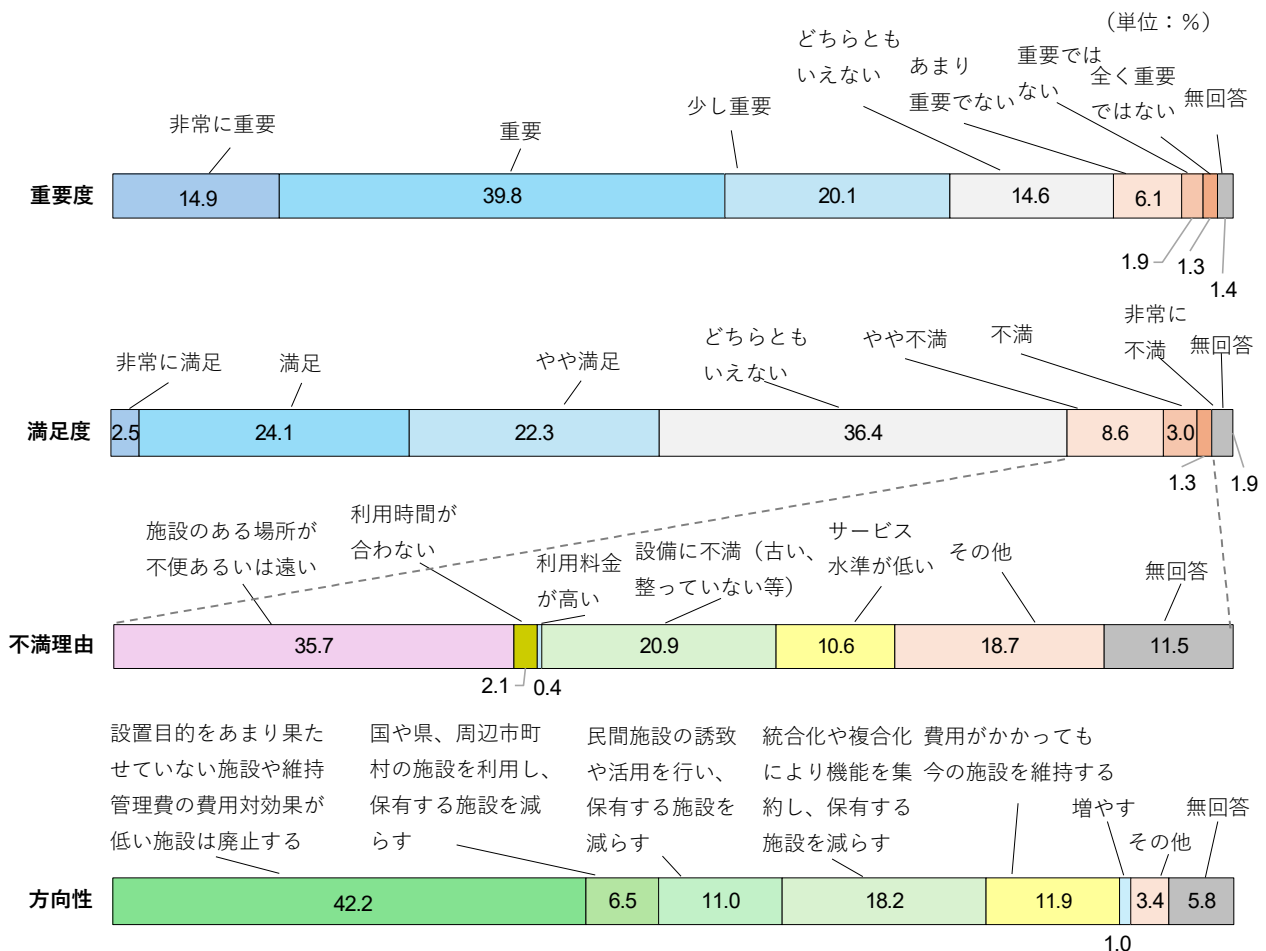 （単位：%）
どちらとも
いえない
あまり
重要でない
重要では
ない
全く重要
ではない
無回答
非常に重要
重要
少し重要
重要度
14.9
39.8
20.1
14.6
6.1
1.9
1.3
1.4
非常に満足
満足
やや満足
どちらとも
いえない
やや不満
不満
非常に
不満
無回答
満足度
2.5
24.1
22.3
36.4
8.6
3.0
1.3
1.9
施設のある場所が
不便あるいは遠い
利用時間が
合わない
利用料金
が高い
設備に不満（古い、
整っていない等）
サービス
水準が低い
その他
無回答
不満理由
35.7
2.1
0.4
20.9
10.6
18.7
11.5
設置目的をあまり果た
せていない施設や維持
管理費の費用対効果が
低い施設は廃止する
国や県、周辺市町
村の施設を利用し、
保有する施設を減
らす
民間施設の誘致
や活用を行い、
保有する施設を
減らす
統合化や複合化
により機能を集
約し、保有する
施設を減らす
費用がかかっても
今の施設を維持する
増やす
その他
無回答
方向性
42.2
6.5
11.0
18.2
11.9
1.0
3.4
5.8